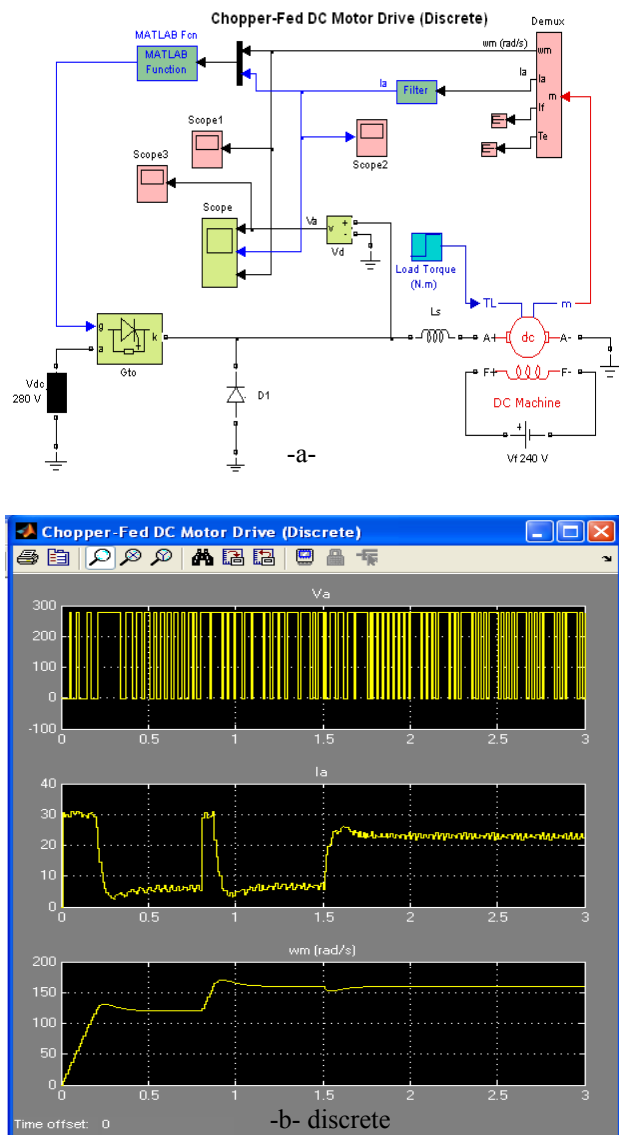 Chopper-Fed DC Motor Drive (Discrete)
Demux
MATLAB Fcn
MATLAB
Function
wm (rad/s)
wm
Ia
Ia
Ia
Filter
m
If
Te
Scope1
Scope2
Scope3
Scope
Va
v
+
-
Vd
Load Torque
(N.m)
TL
m
Ls
A+
dc
A-
g
a
k
Gto
F+
F-
DC Machine
Vdc
280 V
D1
+
Vf 240 V
-a-
Chopper-Fed DC Motor Drive (Discrete)
Va
300
200
100
0
-100
0
0.5
1
1.5
2
2.5
3
Ia
40
30
20
10
0
0
0.5
1
1.5
2
2.5
3
wm (rad/s)
200
150
100
50
0
0
0.5
1
1.5
2
2.5
3
Time offset: 0
-b- discrete